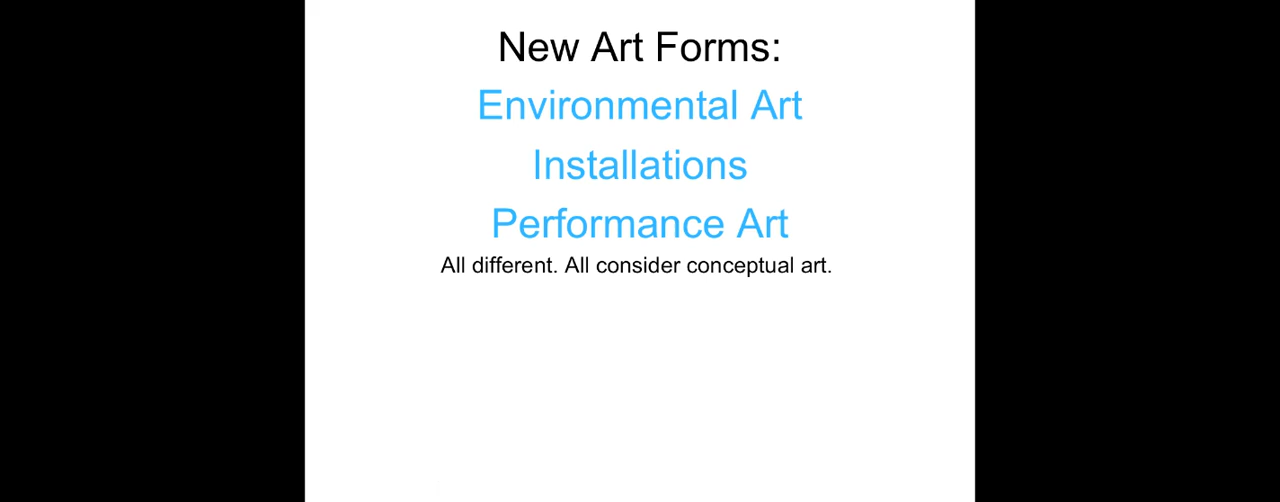 New Art Forms:
Environmental Art
Installations
Performance Art
All different. All consider conceptual art.